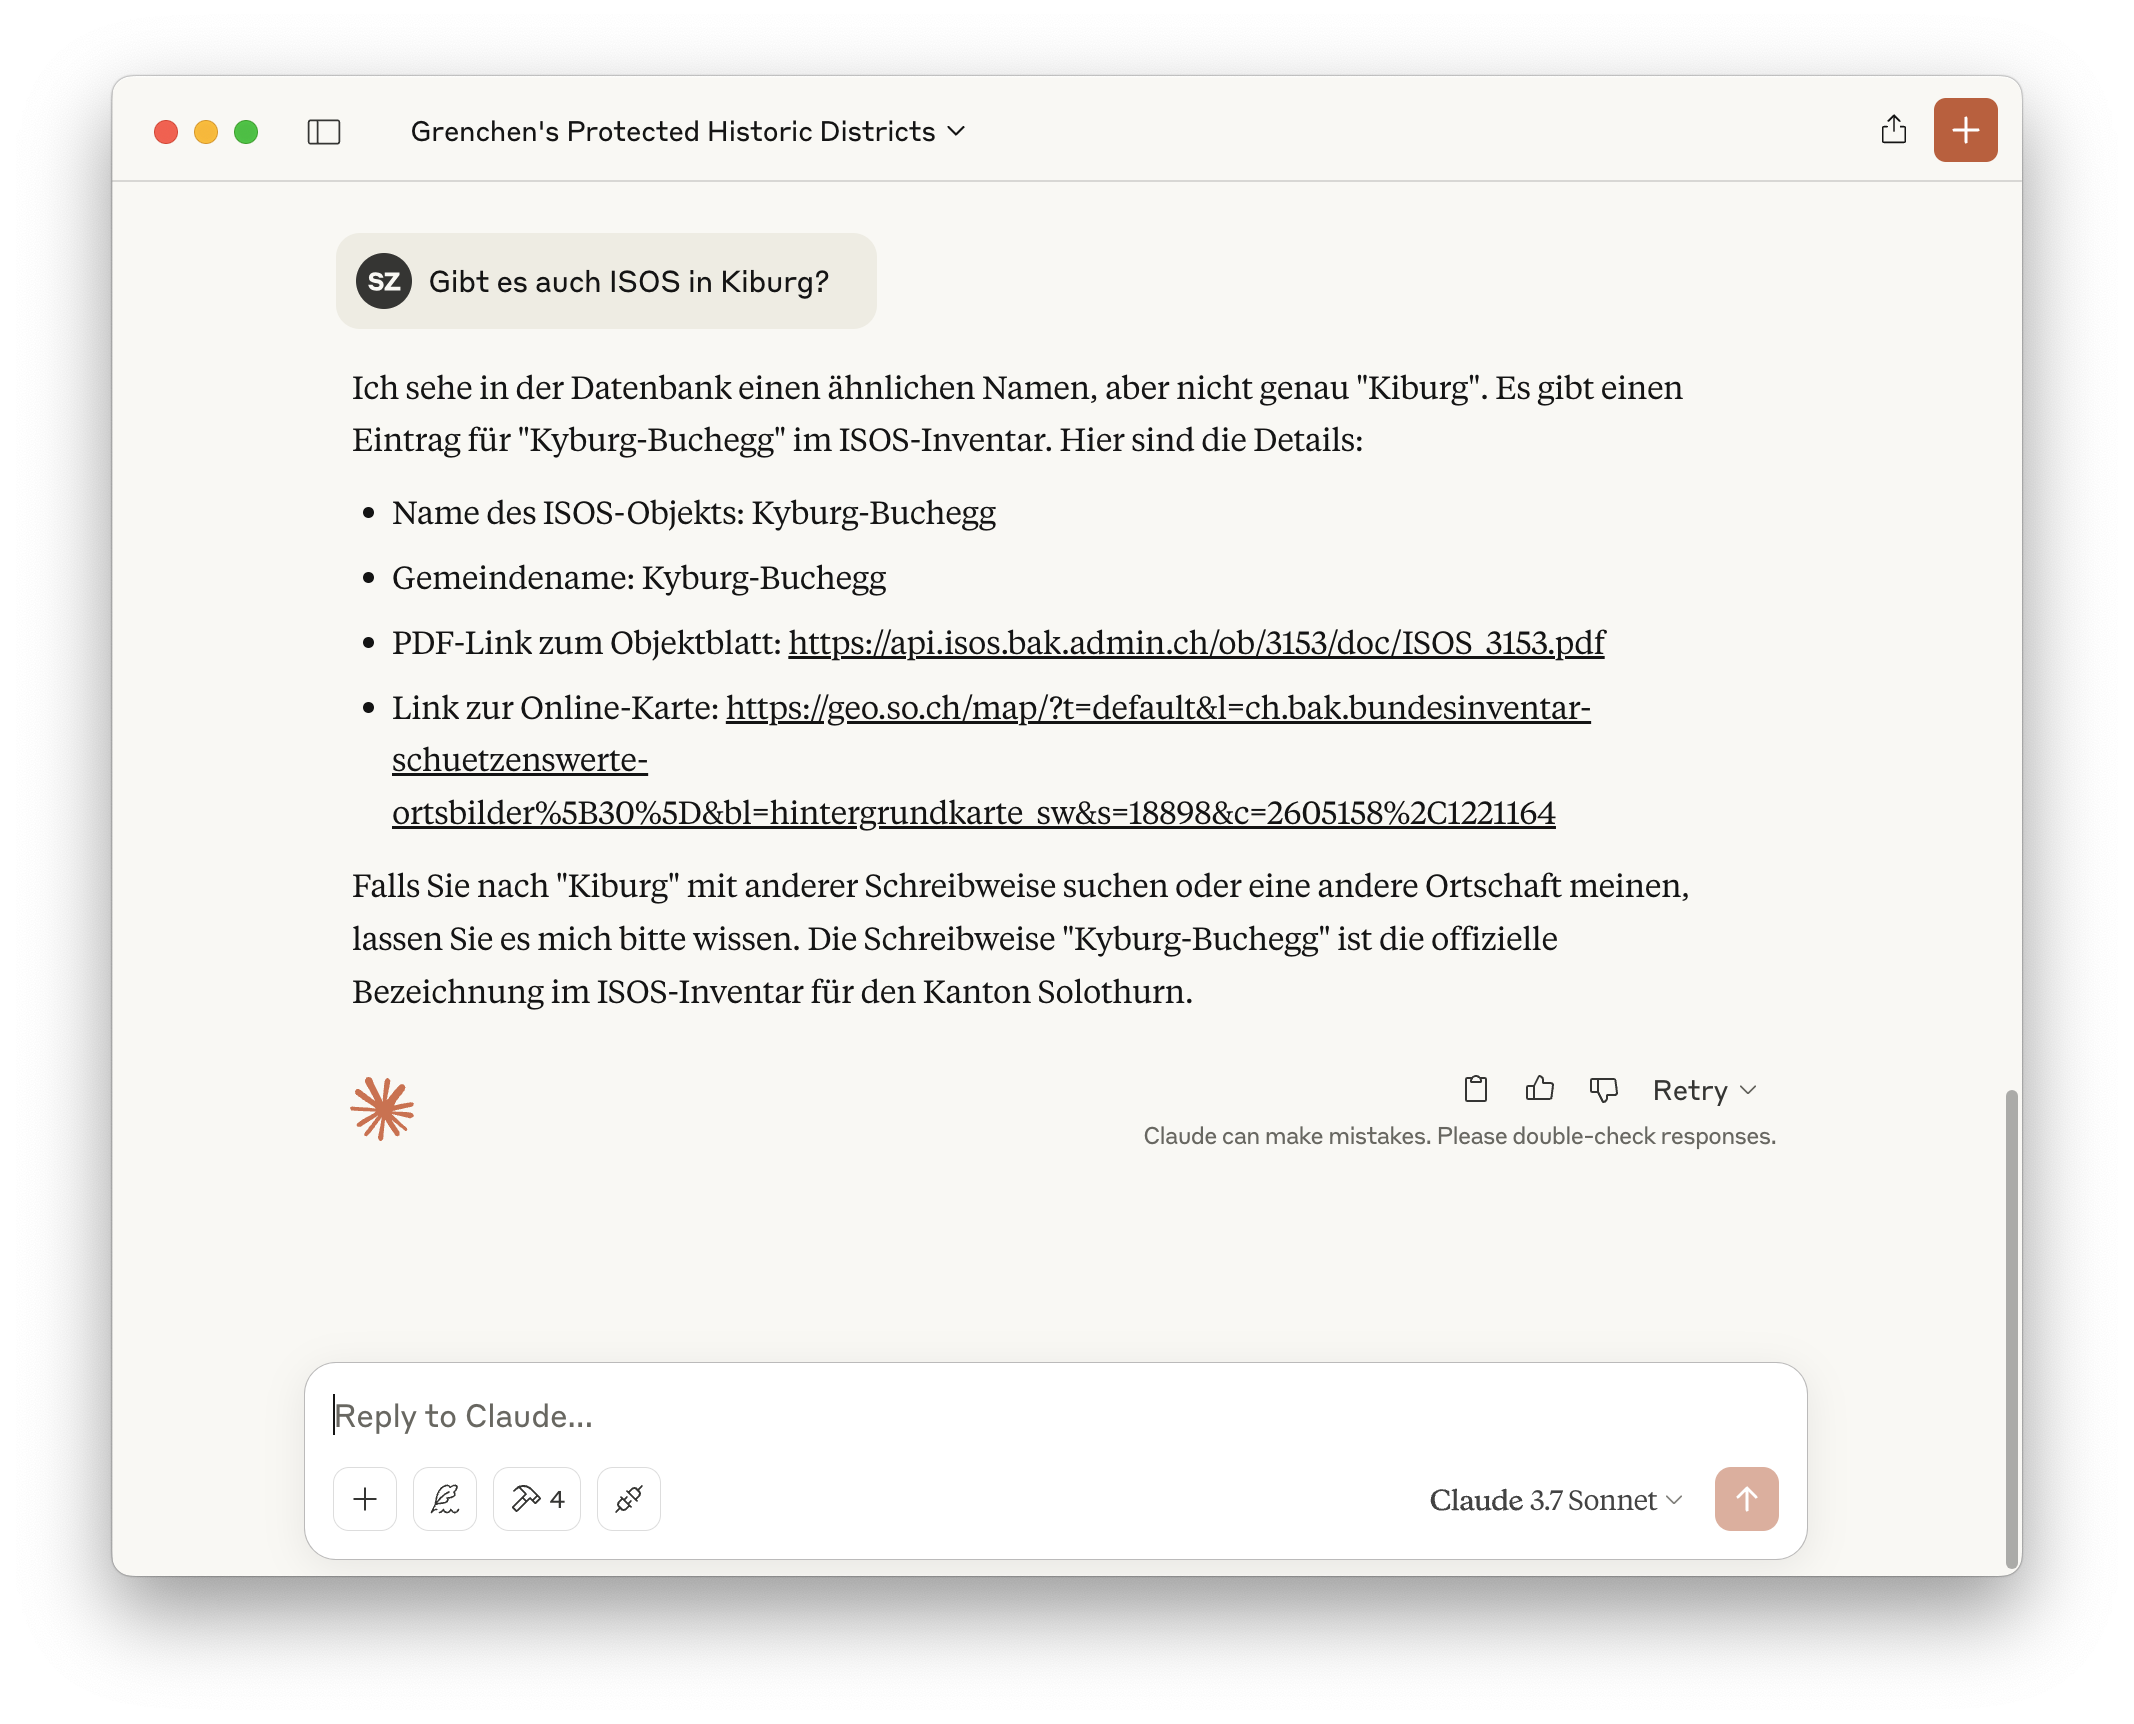 Grenchen's Protected Historic Districts
SZ
Gibt es auch ISOS in Kiburg?
Ich sehe in der Datenbank einen ähnlichen Namen, aber nicht genau "Kiburg". Es gibt einen
Eintrag für "Kyburg-Buchegg" im ISOS-Inventar. Hier sind die Details:
• Name des ISOS-Objekts: Kyburg-Buchegg
• Gemeindename: Kyburg-Buchegg
• PDF-Link zum Objektblatt: https://api.isos.bak.admin.ch/ob/3153/doc/ISOS_3153.pdf
• Link zur Online-Karte: https://geo.so.ch/map/?t=default&l=ch.bak.bundesinventar-
schuetzenswerte-
ortsbilder%5B30%5D&bl=hintergrundkarte_sw&s=18898&c=2605158%2C1221164
Falls Sie nach "Kiburg" mit anderer Schreibweise suchen oder eine andere Ortschaft meinen,
lassen Sie es mich bitte wissen. Die Schreibweise "Kyburg-Buchegg" ist die offizielle
Bezeichnung im ISOS-Inventar für den Kanton Solothurn.
Retry
Claude can make mistakes. Please double-check responses.
Reply to Claude...
4
Claude 3.7 Sonnet